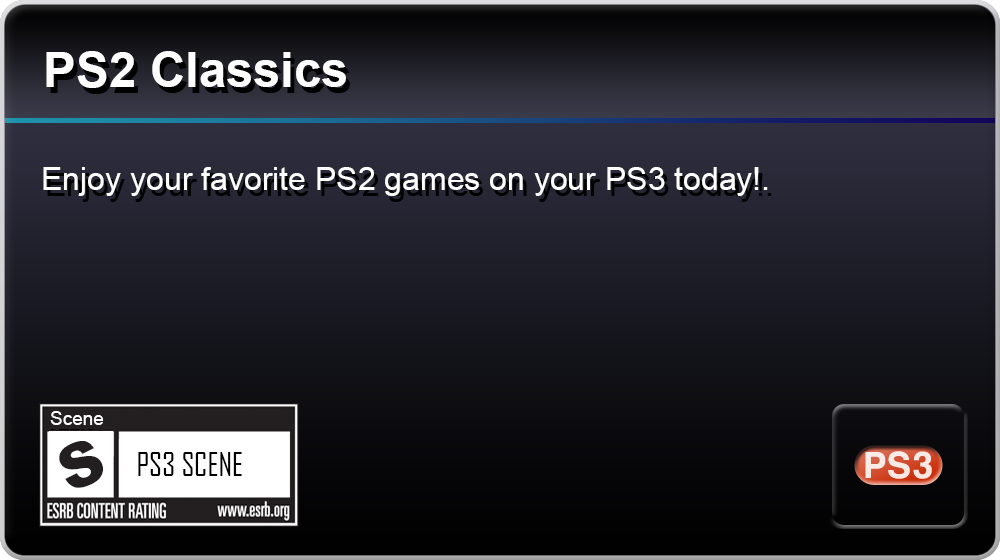 PS2 Classics
Enjoy your favorite PS2 games on your PS3 today!.
Scene
S
PS3 SCENE
ESRB CONTENT RATING www.esrb.org
PS3